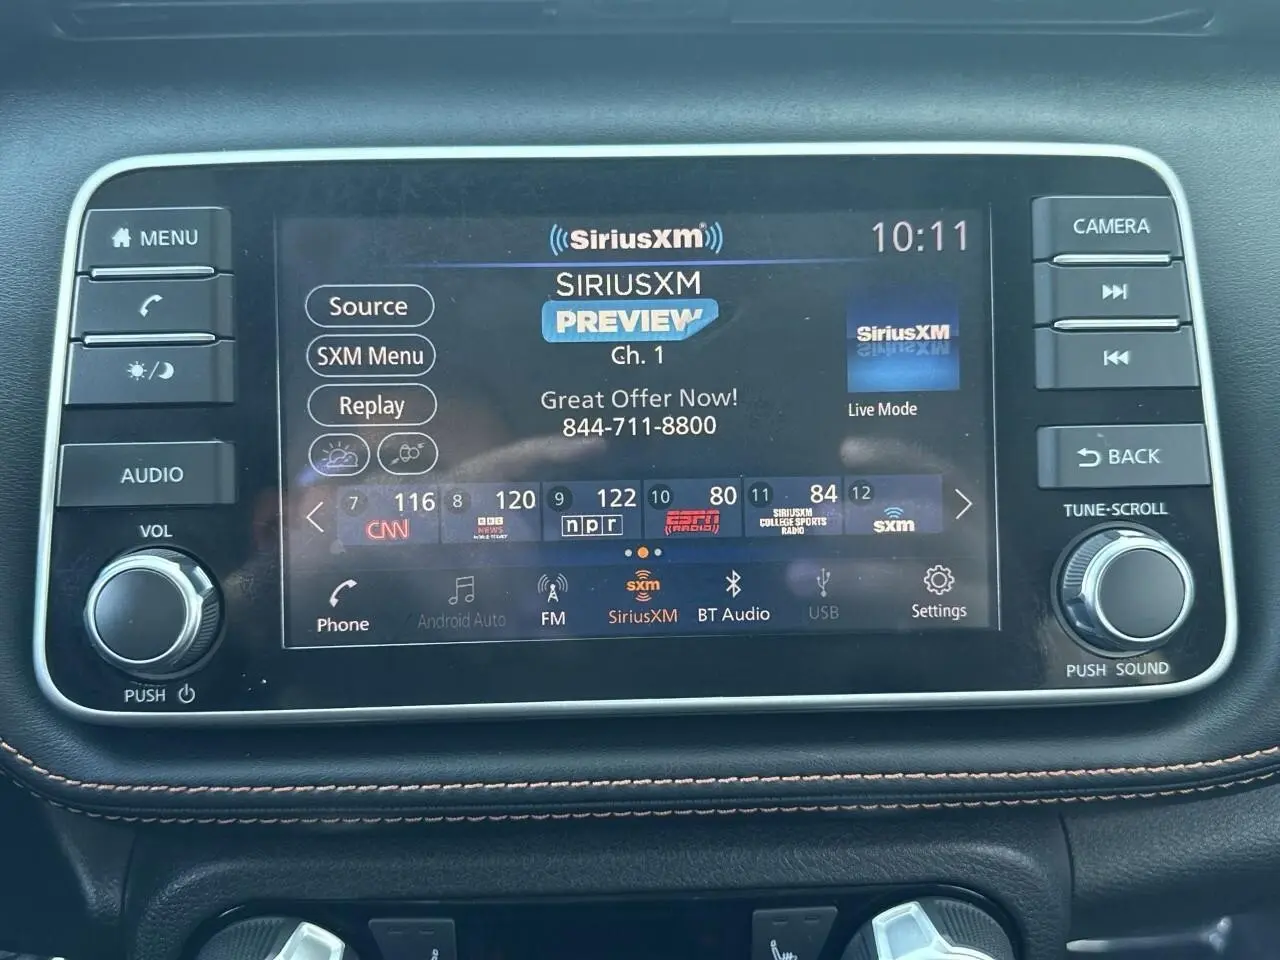 MENU
CAMERA
AUDIO
BACK
VOL
PUSH
TUNE-SCROLL
PUSH SOUND
SiriusXM
10:11
SIRIUSXM
PREVIEW
Ch. 1
Great Offer Now!
844-711-8800
Source
SXM Menu
Replay
SiriusXM
Live Mode
7 116
CNN
8 120
BBC
NEWS
9 122
npr
10 80
ESPN
RADIO
11 84
SIRIUSXM
COLLEGE SPORTS
RADIO
12
sxm
Phone
Android Auto
FM
sxm
SiriusXM
BT Audio
USB
Settings